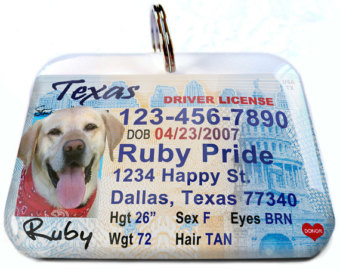 Texas
DRIVER LICENSE
123-456-7890
DOB 04/23/2007
Ruby Pride
1234 Happy St.
Dallas, Texas 77340
Hgt 26" Sex F Eyes BRN
Wgt 72 Hair TAN
Ruby
DONOR